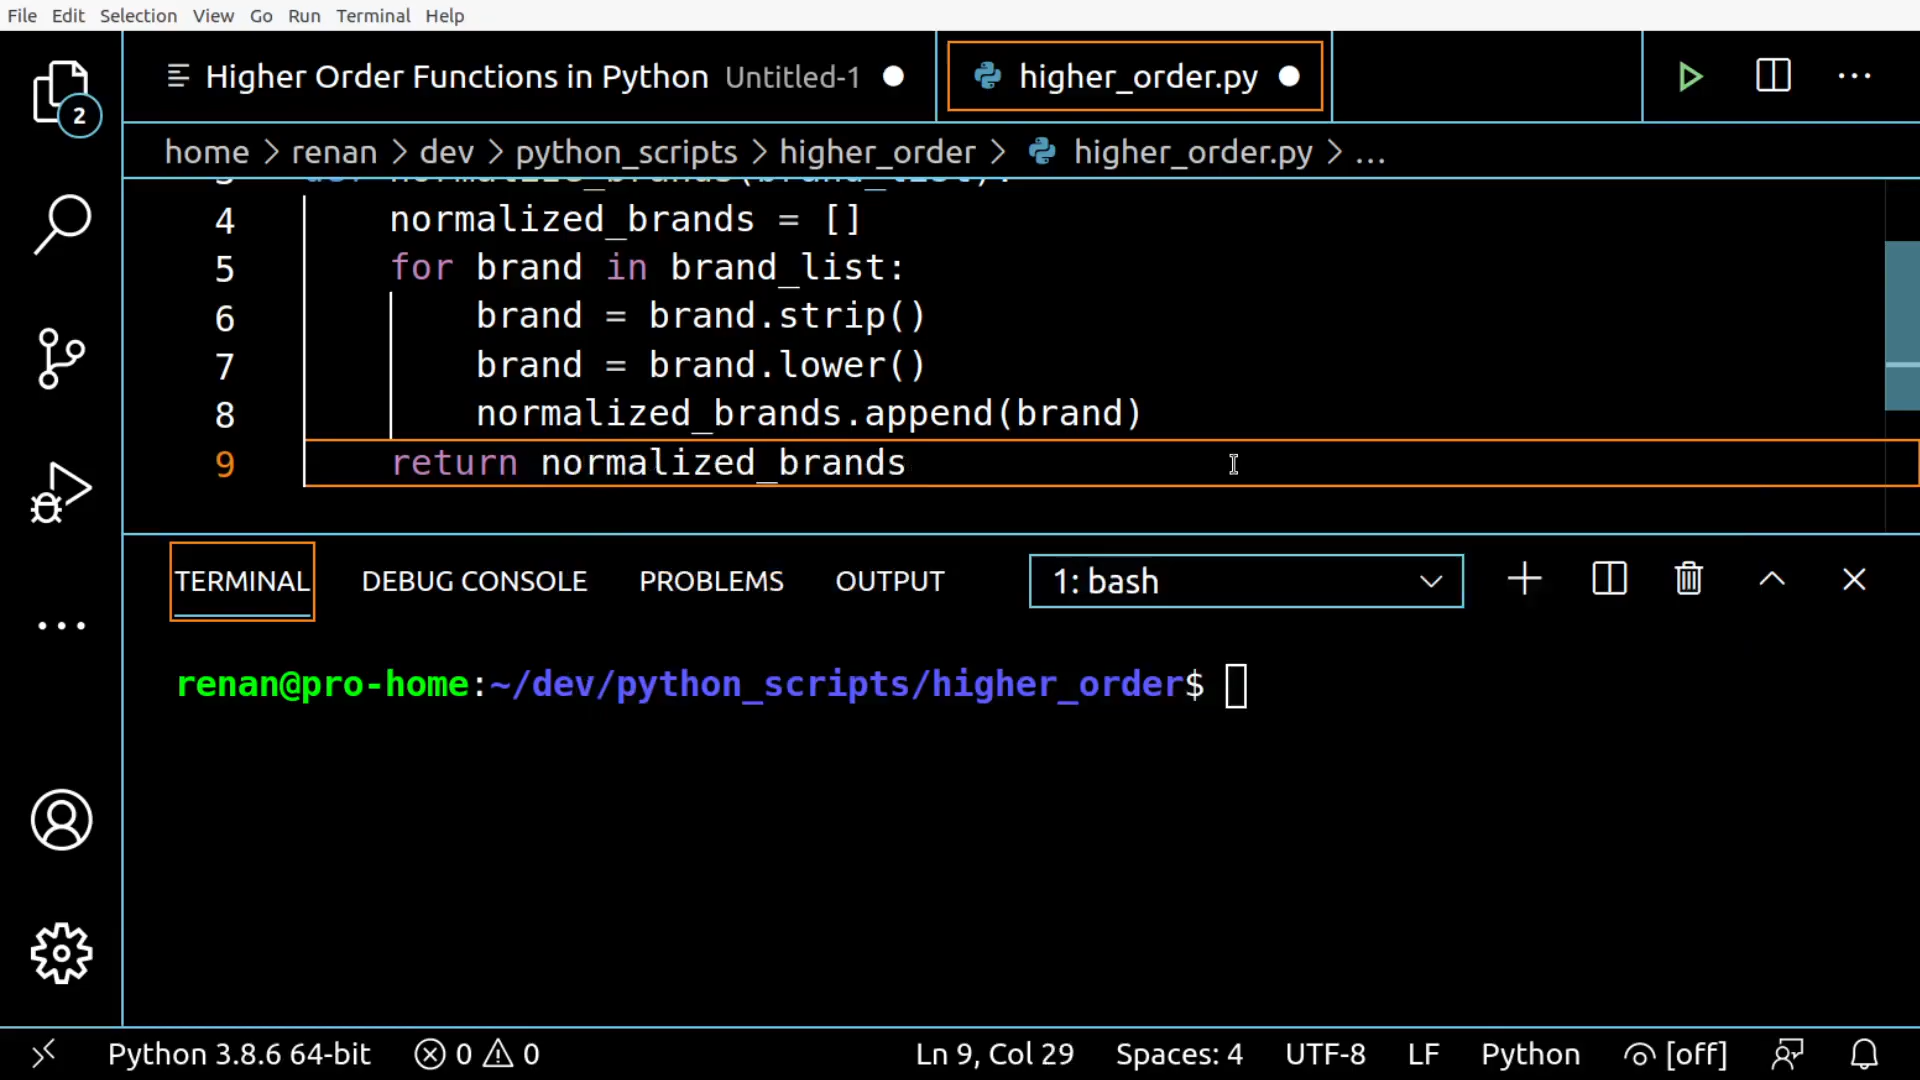 File Edit Selection View Go Run Terminal Help
Higher Order Functions in Python Untitled-1
higher_order.py
2
home > renan > dev > python_scripts > higher_order > higher_order.py > ...
3 def normalize_brands(brand_list):
4 normalized_brands = []
5 for brand in brand_list:
6 brand = brand.strip()
7 brand = brand.lower()
8 normalized_brands.append(brand)
9 return normalized_brands
TERMINAL DEBUG CONSOLE PROBLEMS OUTPUT 1: bash
renan@pro-home:~/dev/python_scripts/higher_order$
Python 3.8.6 64-bit 0 0 Ln 9, Col 29 Spaces: 4 UTF-8 LF Python [off]